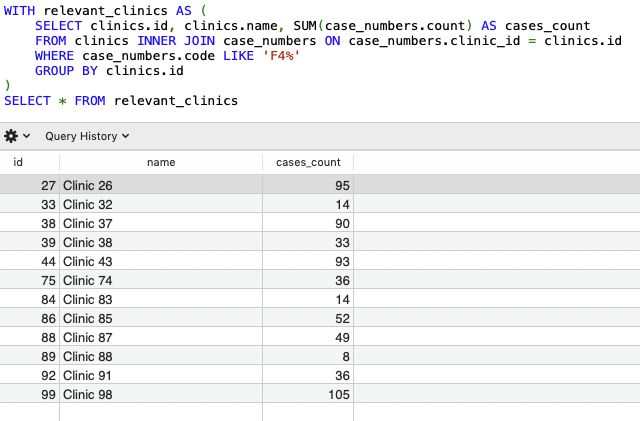 WITH relevant_clinics AS (
SELECT clinics.id, clinics.name, SUM(case_numbers.count) AS cases_count
FROM clinics INNER JOIN case_numbers ON case_numbers.clinic_id = clinics.id
WHERE case_numbers.code LIKE 'F4%'
GROUP BY clinics.id
)
SELECT * FROM relevant_clinics
Query History
id name cases_count
27 Clinic 26 95
33 Clinic 32 14
38 Clinic 37 90
39 Clinic 38 33
44 Clinic 43 93
75 Clinic 74 36
84 Clinic 83 14
86 Clinic 85 52
88 Clinic 87 49
89 Clinic 88 8
92 Clinic 91 36
99 Clinic 98 105